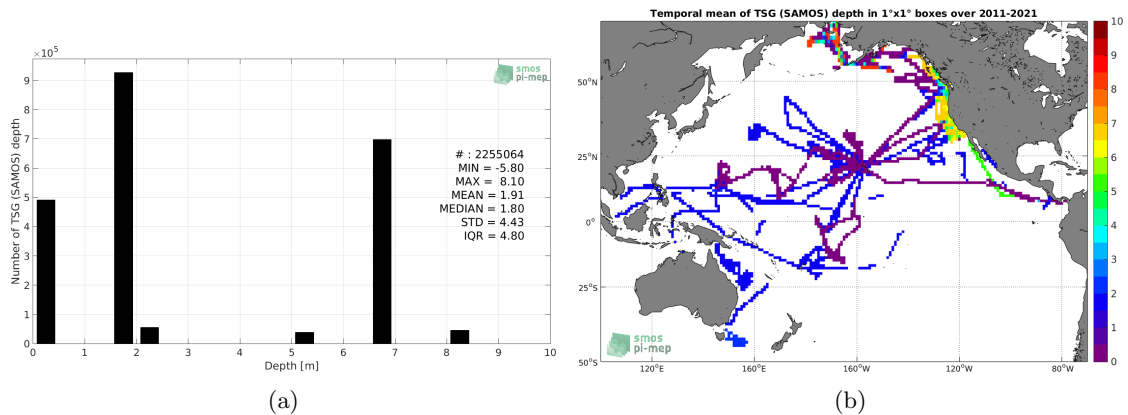 ×10⁵
9
8
7
6
5
4
3
2
1
0
Number of TSG (SAMOS) depth
smos
pi-mep
# : 2255064
MIN = -5.80
MAX = 8.10
MEAN = 1.91
MEDIAN = 1.80
STD = 4.43
IQR = 4.80
0 1 2 3 4 5 6 7 8 9 10
Depth [m]
(a)
Temporal mean of TSG (SAMOS) depth in 1°x1° boxes over 2011-2021
50°N
25°N
0°
25°S
50°S
120°E 160°E 160°W 120°W 80°W
smos
pi-mep
10
9
8
7
6
5
4
3
2
1
0
(b)